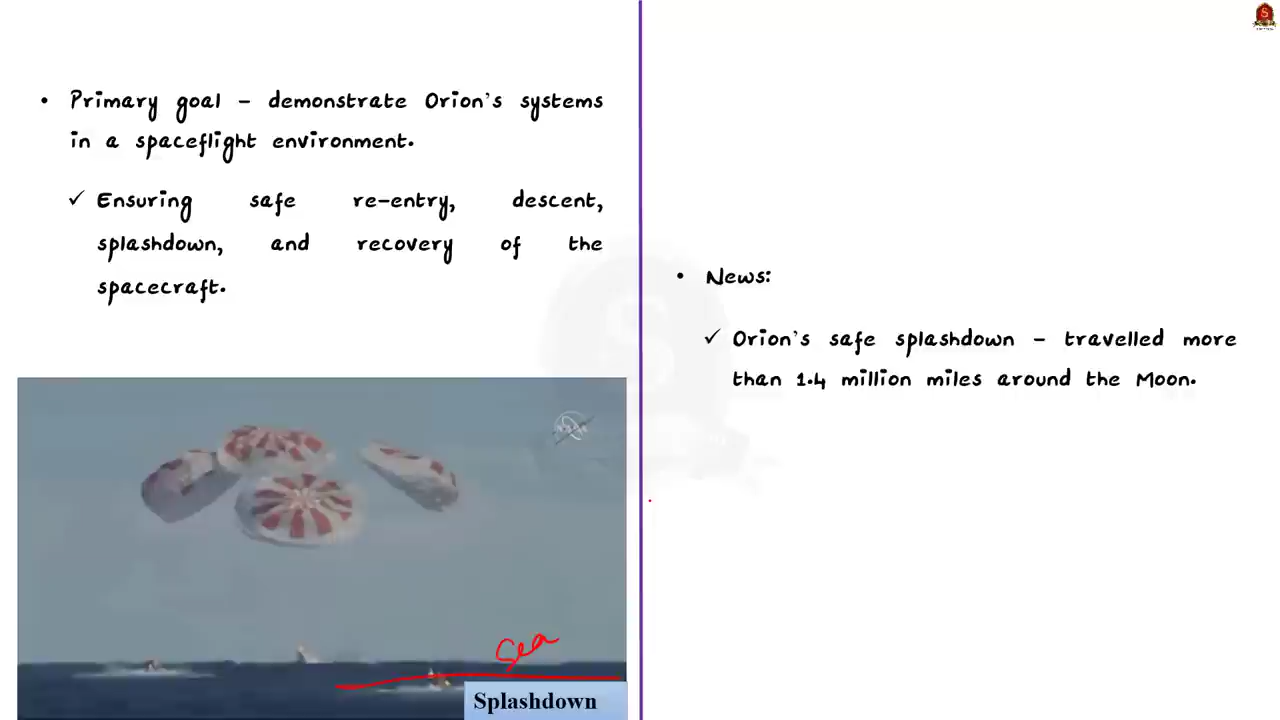 • Primary goal – demonstrate Orion's systems
in a spaceflight environment.
✓ Ensuring safe re-entry, descent,
splashdown, and recovery of the
spacecraft.
Sea
Splashdown
• News:
✓ Orion's safe splashdown – travelled more
than 1.4 million miles around the Moon.